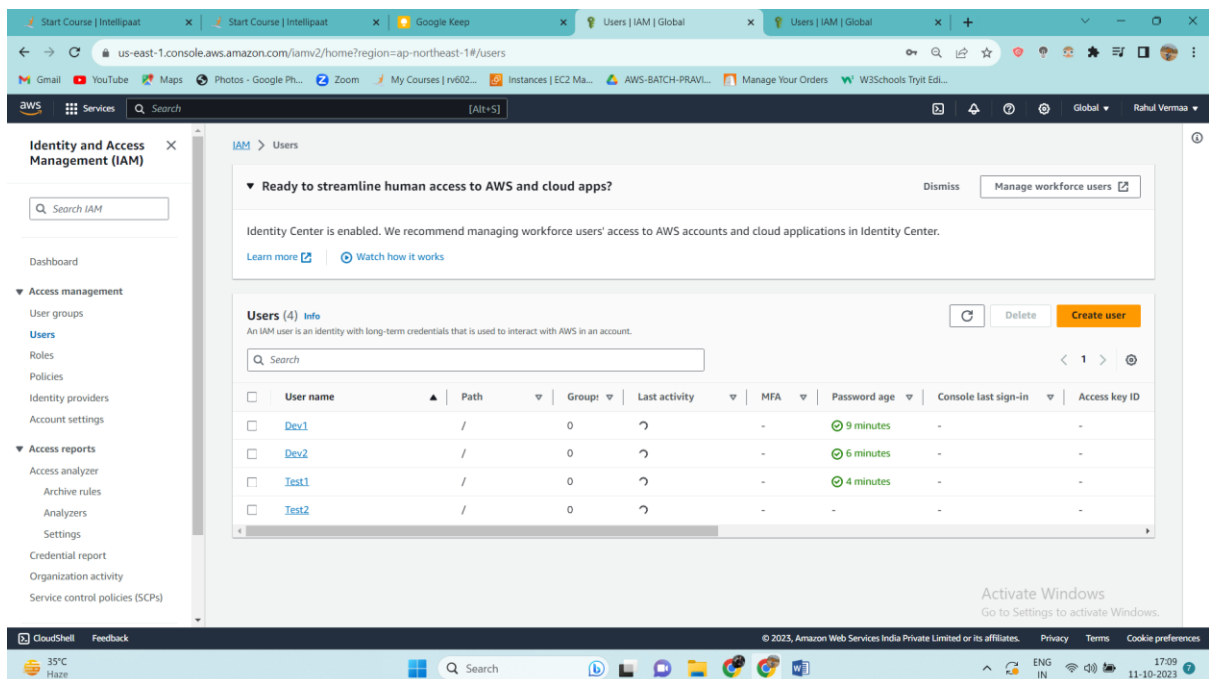 Start Course | Intellipaat
Start Course | Intellipaat
Google Keep
Users | IAM | Global
Users | IAM | Global
us-east-1.console.aws.amazon.com/iamv2/home?region=ap-northeast-1#/users
Gmail YouTube Maps Photos - Google Ph... Zoom My Courses | rv602... Instances | EC2 Ma... AWS-BATCH-PRAVI... Manage Your Orders W3Schools Tryit Edi...
aws Services Search [Alt+S] Global Rahul Vermaa
Identity and Access
Management (IAM)
Search IAM
Dashboard
Access management
User groups
Users
Roles
Policies
Identity providers
Account settings
Access reports
Access analyzer
Archive rules
Analyzers
Settings
Credential report
Organization activity
Service control policies (SCPs)
IAM > Users
Ready to streamline human access to AWS and cloud apps? Dismiss Manage workforce users
Identity Center is enabled. We recommend managing workforce users' access to AWS accounts and cloud applications in Identity Center.
Learn more Watch how it works
Users (4) Info Delete Create user
An IAM user is an identity with long-term credentials that is used to interact with AWS in an account.
Search 1
User name Path Group: Last activity MFA Password age Console last sign-in Access key ID
Dev1 / 0 - 9 minutes - -
Dev2 / 0 - 6 minutes - -
Test1 / 0 - 4 minutes - -
Test2 / 0 - - - -
Activate Windows
Go to Settings to activate Windows.
CloudShell Feedback © 2023, Amazon Web Services India Private Limited or its affiliates. Privacy Terms Cookie preferences
35°C
Haze
Search
ENG
IN
17:09
11-10-2023